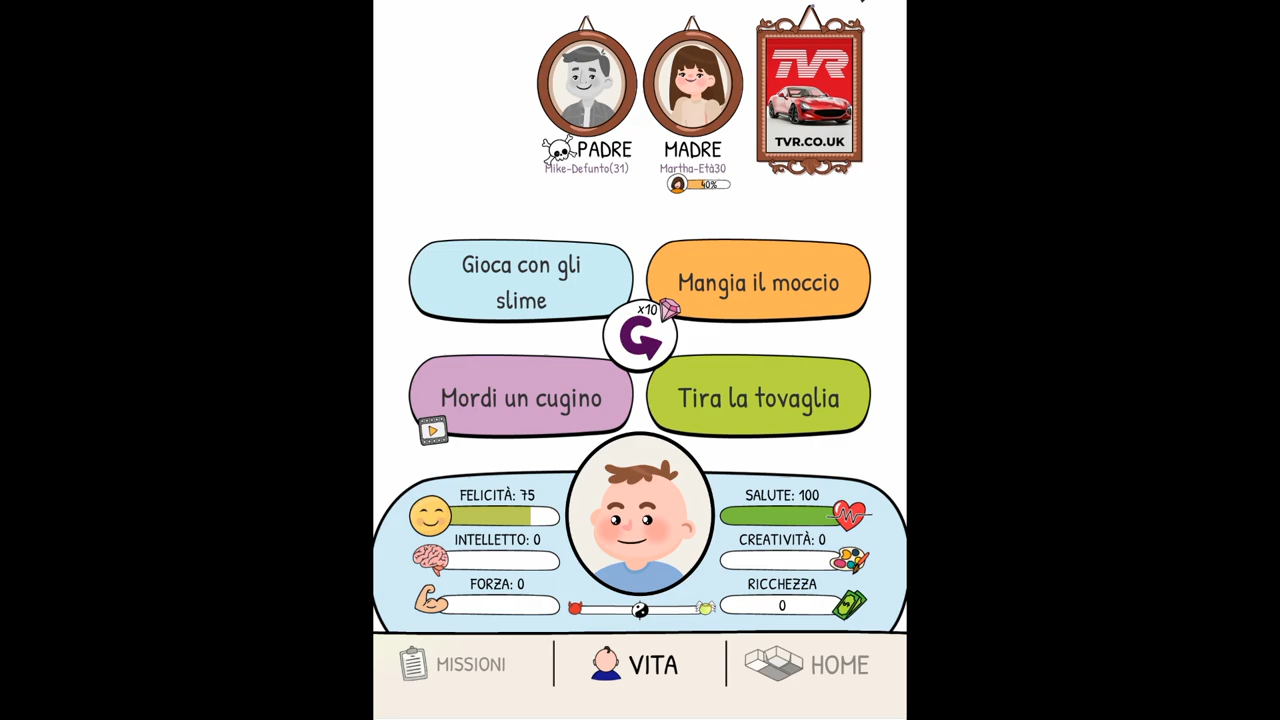 TVR
TVR.CO.UK
PADRE
MADRE
Mike-Defunto(31)
Martha-Età30
40%
Gioca con gli
slime
Mangia il moccio
x10
Mordi un cugino
Tira la tovaglia
FELICITÀ: 75
SALUTE: 100
INTELLETTO: 0
CREATIVITÀ: 0
FORZA: 0
RICCHEZZA
0
MISSIONI
VITA
HOME